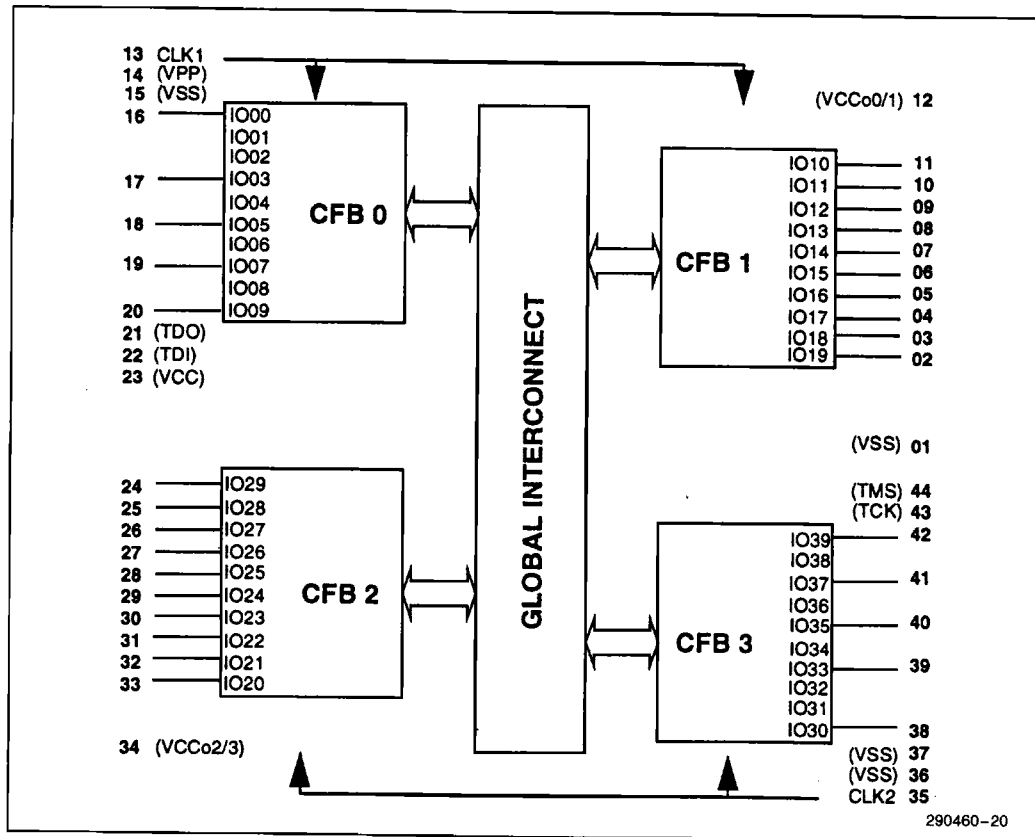 13 CLK1
14 (VPP)
15 (VSS)
16 IO00
IO01
IO02
17 IO03
IO04
18 IO05
IO06
19 IO07
IO08
20 IO09
21 (TDO)
22 (TDI)
23 (VCC)
CFB 0
GLOBAL INTERCONNECT
(VCCo0/1) 12
IO10 11
IO11 10
IO12 09
IO13 08
IO14 07
IO15 06
IO16 05
IO17 04
IO18 03
IO19 02
CFB 1
(VSS) 01
24 IO29
25 IO28
26 IO27
27 IO26
28 IO25
29 IO24
30 IO23
31 IO22
32 IO21
33 IO20
CFB 2
34 (VCCo2/3)
(TMS) 44
(TCK) 43
IO39 42
IO38
IO37 41
IO36
IO35 40
IO34
IO33 39
IO32
IO31
IO30 38
CFB 3
(VSS) 37
(VSS) 36
CLK2 35
290460-20